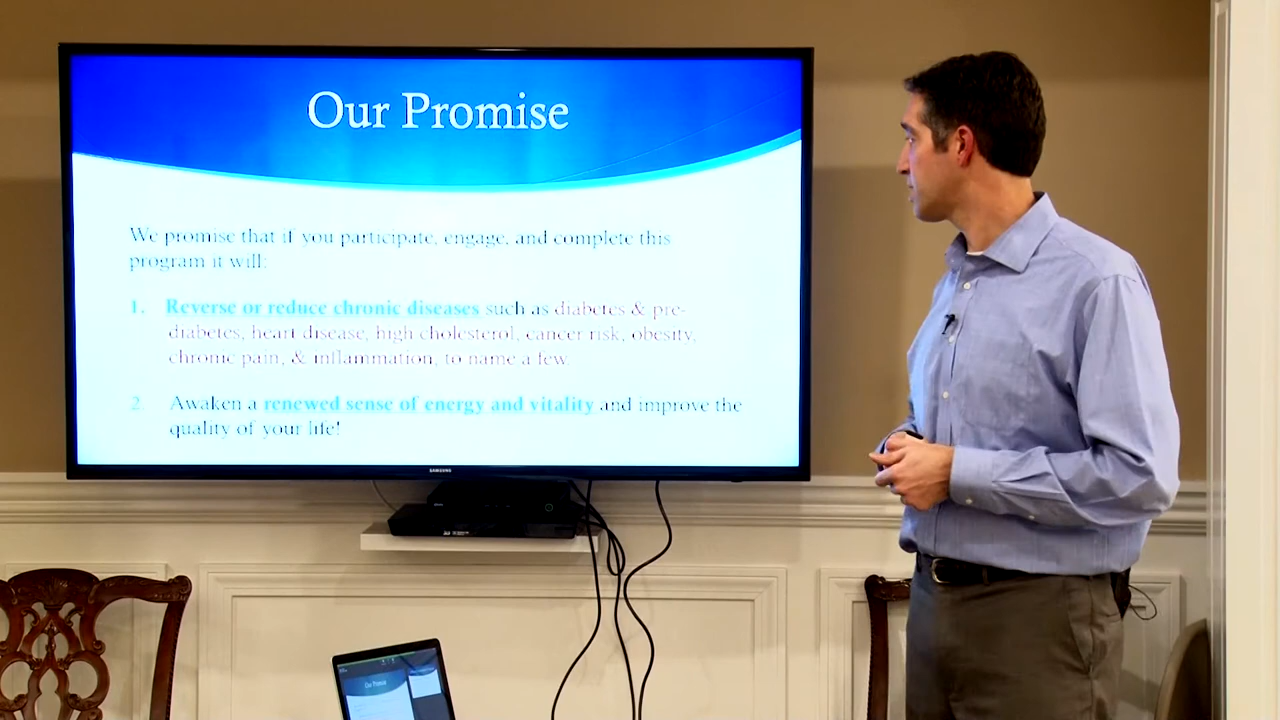 Our Promise
We promise that if you participate, engage, and complete this
program it will:
1. Reverse or reduce chronic diseases such as diabetes & pre-
diabetes, heart disease, high cholesterol, cancer risk, obesity,
chronic pain, & inflammation, to name a few.
2. Awaken a renewed sense of energy and vitality and improve the
quality of your life!
SAMSUNG
Our Promise